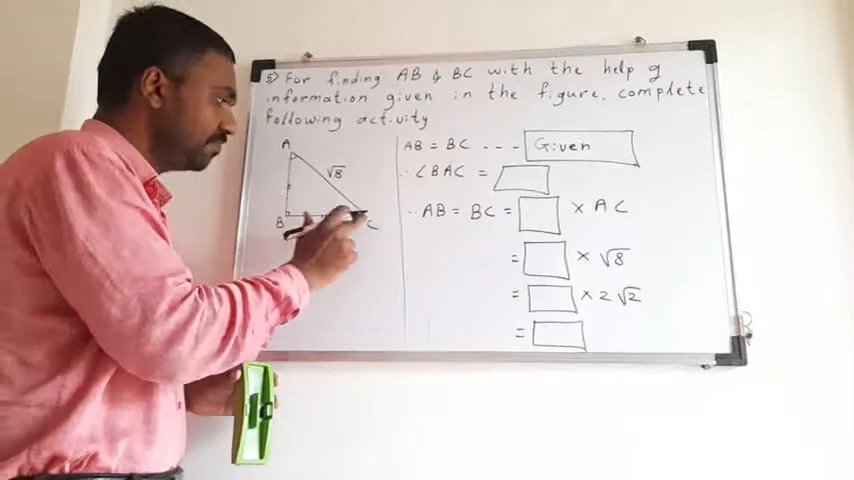 5) For finding AB & BC with the help of
information given in the figure, complete
following activity
A
√8
B
C
AB = BC --- Given
∴ ∠BAC =
∴ AB = BC = × AC
= × √8
= × 2√2
=